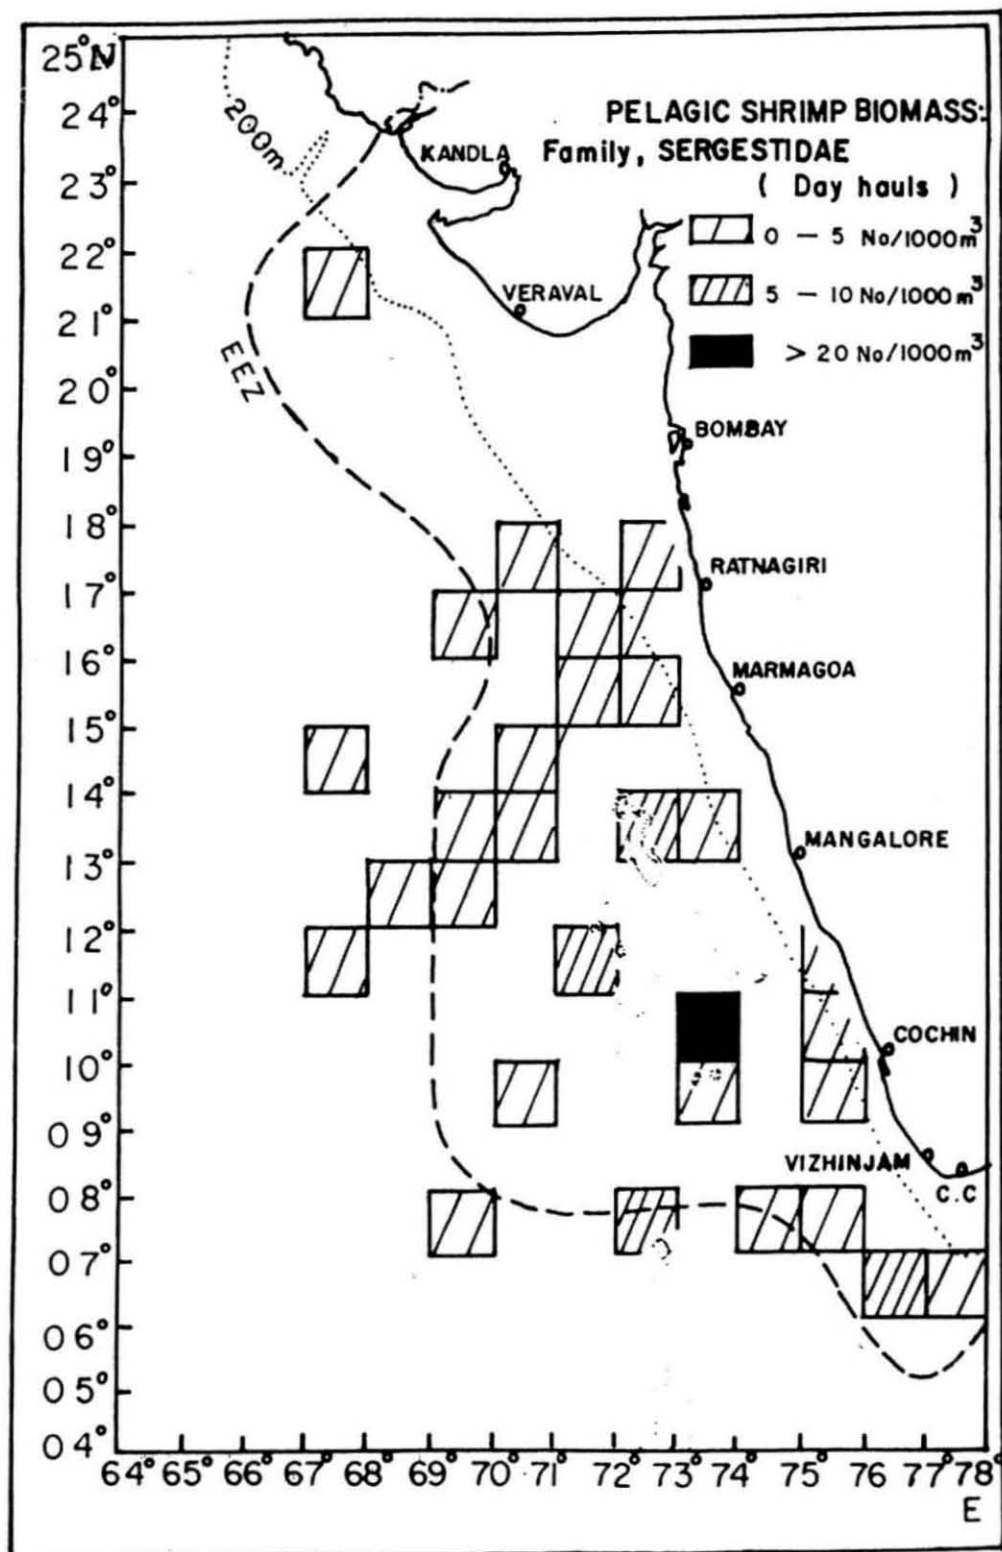 PELAGIC SHRIMP BIOMASS:
Family, SERGESTIDAE
( Day hauls )
0 – 5 No/1000m³
5 – 10 No/1000m³
> 20 No/1000m³
25°N
24°
23°
22°
21°
20°
19°
18°
17°
16°
15°
14°
13°
12°
11°
10°
09°
08°
07°
06°
05°
04°
200m
EEZ
KANDLA
VERAVAL
BOMBAY
RATNAGIRI
MARMAGOA
MANGALORE
COCHIN
VIZHINJAM
C.C
64° 65° 66° 67° 68° 69° 70° 71° 72° 73° 74° 75° 76° 77° 78°
E